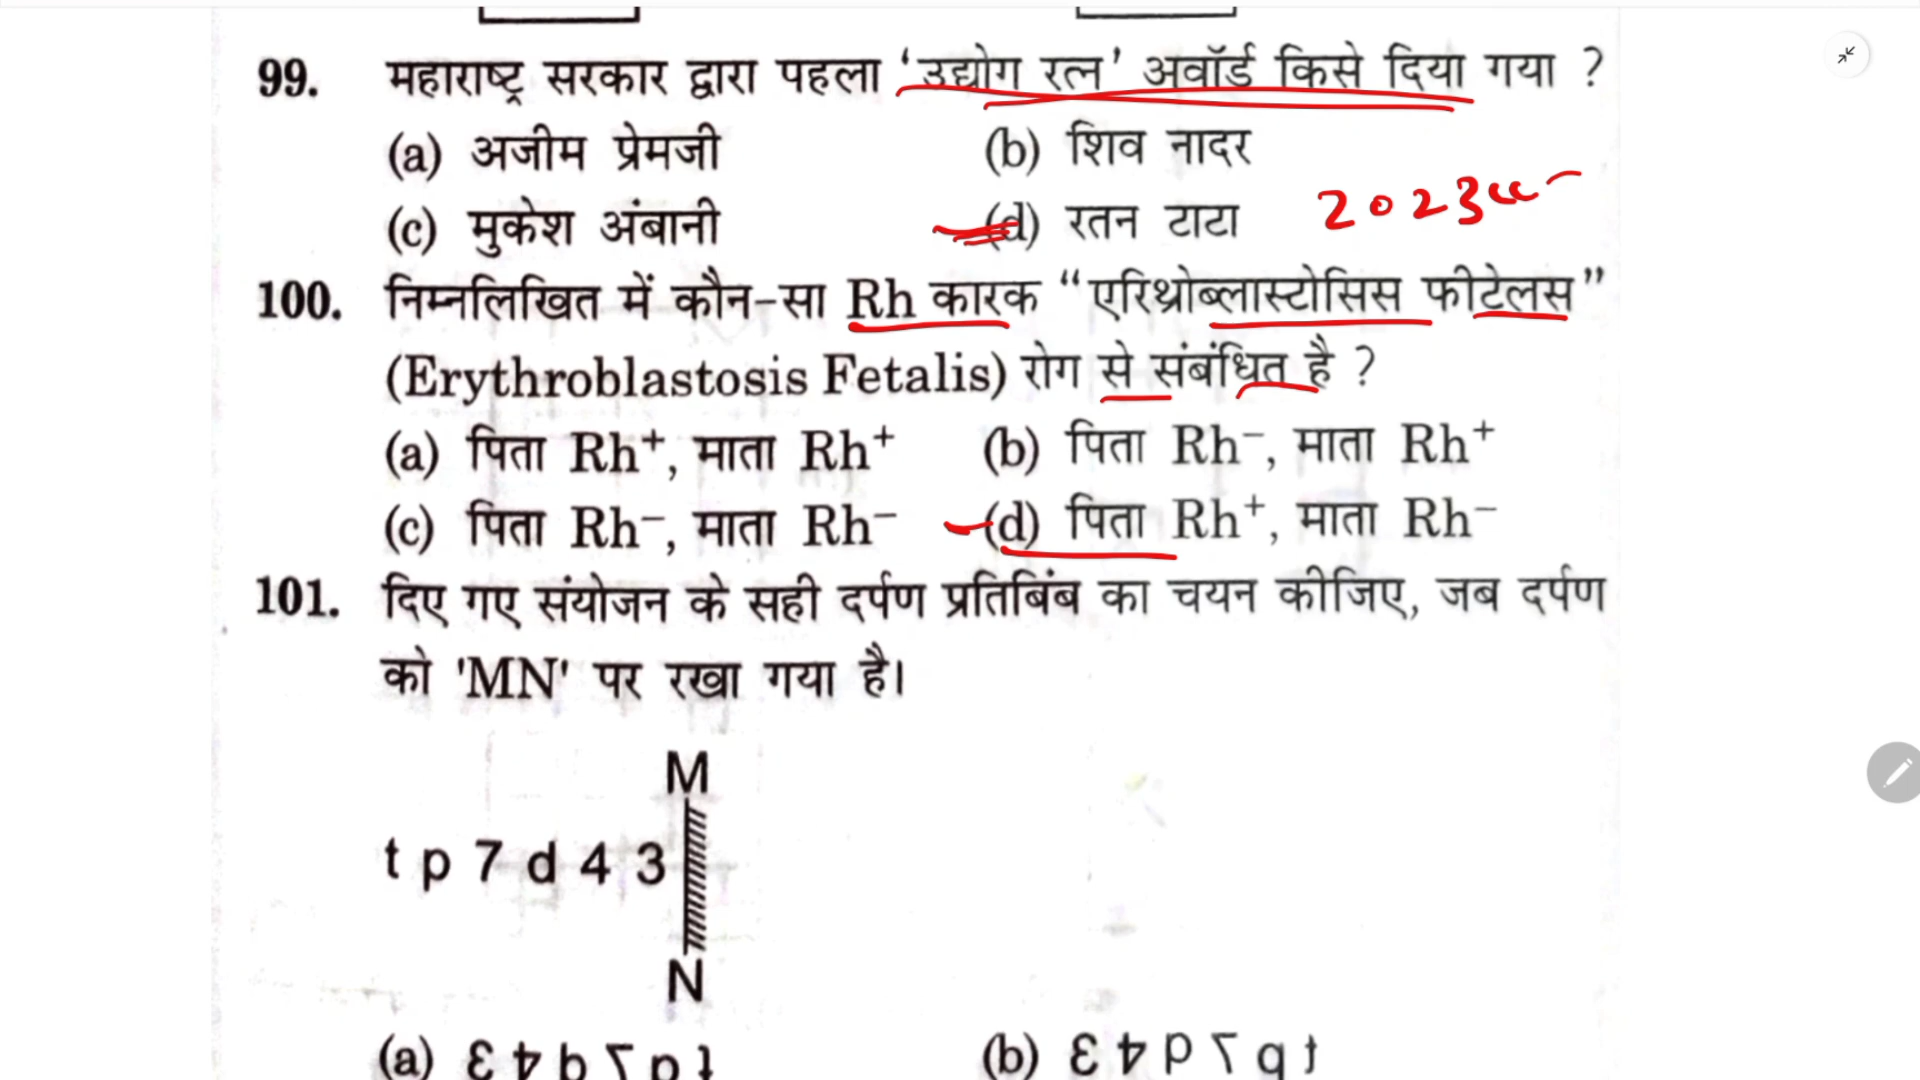 99. महाराष्ट्र सरकार द्वारा पहला ‘उद्योग रत्न’ अवॉर्ड किसे दिया गया ?
(a) अजीम प्रेमजी (b) शिव नादर
(c) मुकेश अंबानी (d) रतन टाटा 2023
100. निम्नलिखित में कौन-सा Rh कारक “एरिथ्रोब्लास्टोसिस फीटेलस”
(Erythroblastosis Fetalis) रोग से संबंधित है ?
(a) पिता Rh⁺, माता Rh⁺ (b) पिता Rh⁻, माता Rh⁺
(c) पिता Rh⁻, माता Rh⁻ (d) पिता Rh⁺, माता Rh⁻
101. दिए गए संयोजन के सही दर्पण प्रतिबिंब का चयन कीजिए, जब दर्पण
को 'MN' पर रखा गया है।
M
t p 7 d 4 3
N
(a) (b)